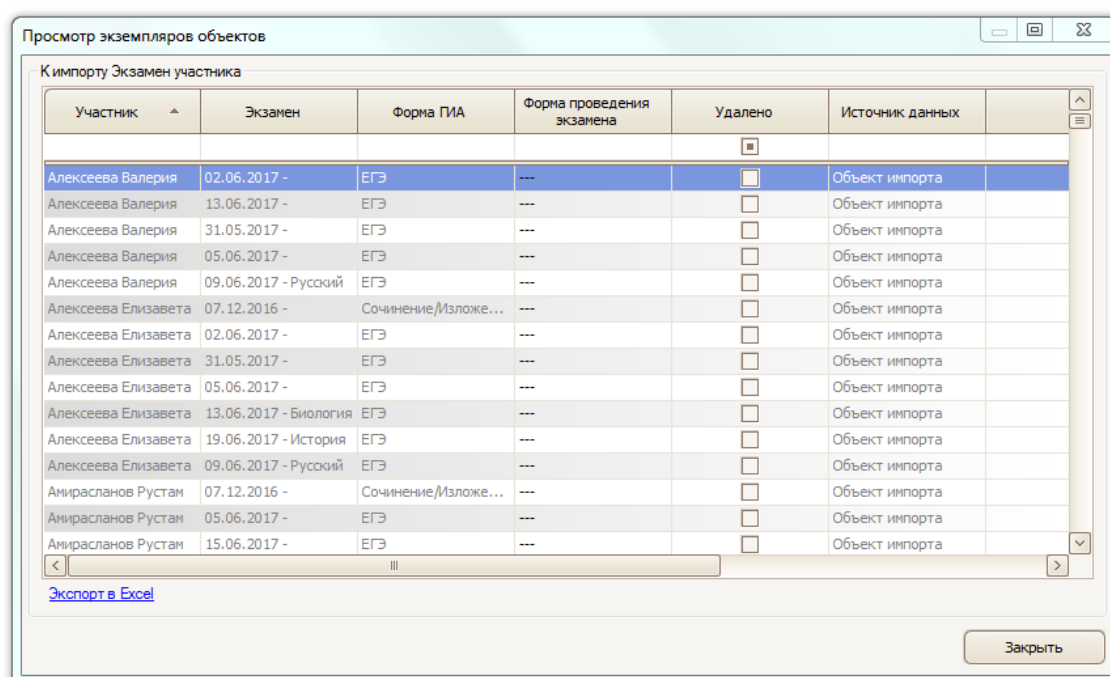 Просмотр экземпляров объектов
К импорту Экзамен участника
Участник Экзамен Форма ГИА Форма проведения экзамена Удалено Источник данных
Алексеева Валерия 02.06.2017 - ЕГЭ --- Объект импорта
Алексеева Валерия 13.06.2017 - ЕГЭ --- Объект импорта
Алексеева Валерия 31.05.2017 - ЕГЭ --- Объект импорта
Алексеева Валерия 05.06.2017 - ЕГЭ --- Объект импорта
Алексеева Валерия 09.06.2017 - Русский ЕГЭ --- Объект импорта
Алексеева Елизавета 07.12.2016 - Сочинение/Изложе... --- Объект импорта
Алексеева Елизавета 02.06.2017 - ЕГЭ --- Объект импорта
Алексеева Елизавета 31.05.2017 - ЕГЭ --- Объект импорта
Алексеева Елизавета 05.06.2017 - ЕГЭ --- Объект импорта
Алексеева Елизавета 13.06.2017 - Биология ЕГЭ --- Объект импорта
Алексеева Елизавета 19.06.2017 - История ЕГЭ --- Объект импорта
Алексеева Елизавета 09.06.2017 - Русский ЕГЭ --- Объект импорта
Амирасланов Рустам 07.12.2016 - Сочинение/Изложе... --- Объект импорта
Амирасланов Рустам 05.06.2017 - ЕГЭ --- Объект импорта
Амирасланов Рустам 15.06.2017 - ЕГЭ --- Объект импорта
Экспорт в Excel
Закрыть